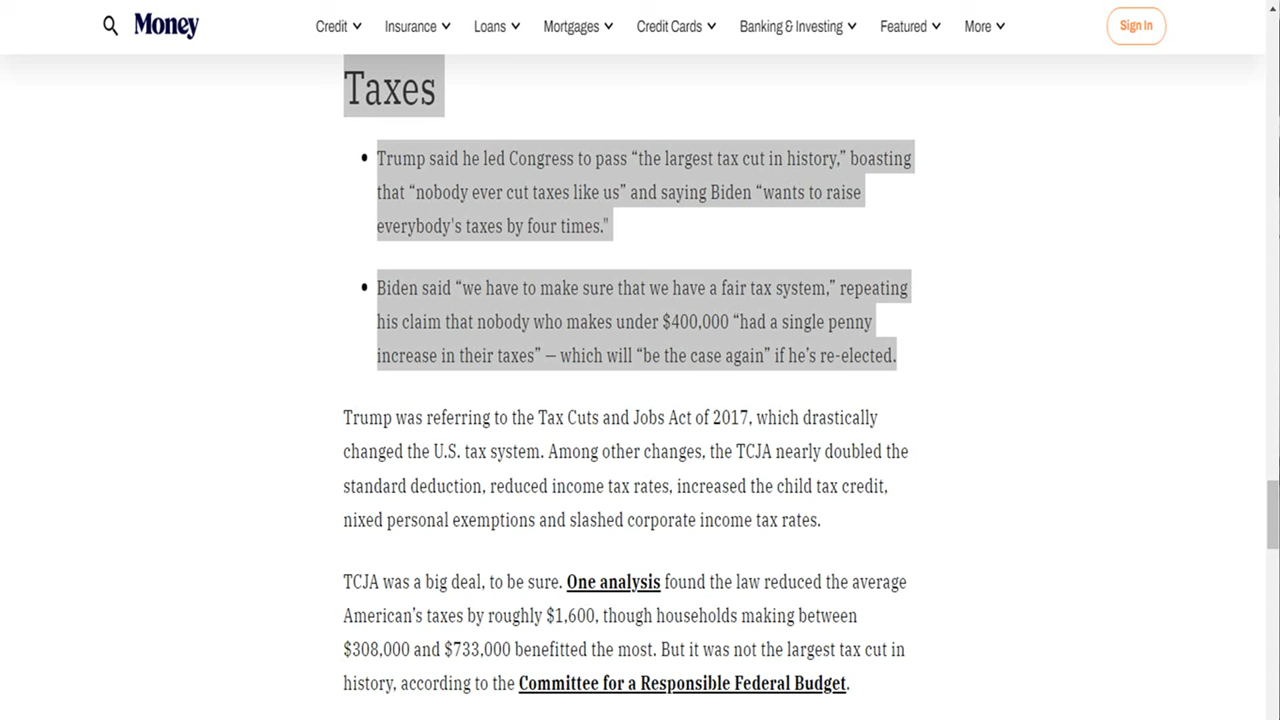 Money
Credit
Insurance
Loans
Mortgages
Credit Cards
Banking & Investing
Featured
More
Sign In
Taxes
• Trump said he led Congress to pass “the largest tax cut in history,” boasting
that “nobody ever cut taxes like us” and saying Biden “wants to raise
everybody's taxes by four times."
• Biden said “we have to make sure that we have a fair tax system,” repeating
his claim that nobody who makes under $400,000 “had a single penny
increase in their taxes” — which will “be the case again” if he’s re-elected.
Trump was referring to the Tax Cuts and Jobs Act of 2017, which drastically
changed the U.S. tax system. Among other changes, the TCJA nearly doubled the
standard deduction, reduced income tax rates, increased the child tax credit,
nixed personal exemptions and slashed corporate income tax rates.
TCJA was a big deal, to be sure. One analysis found the law reduced the average
American’s taxes by roughly $1,600, though households making between
$308,000 and $733,000 benefitted the most. But it was not the largest tax cut in
history, according to the Committee for a Responsible Federal Budget.